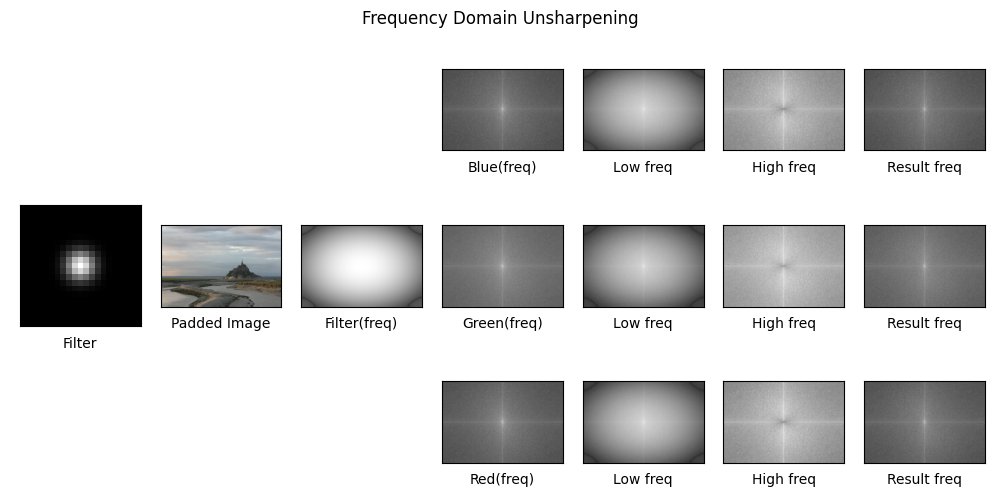 Frequency Domain Unsharpening
Blue(freq)
Low freq
High freq
Result freq
Filter
Padded Image
Filter(freq)
Green(freq)
Low freq
High freq
Result freq
Red(freq)
Low freq
High freq
Result freq